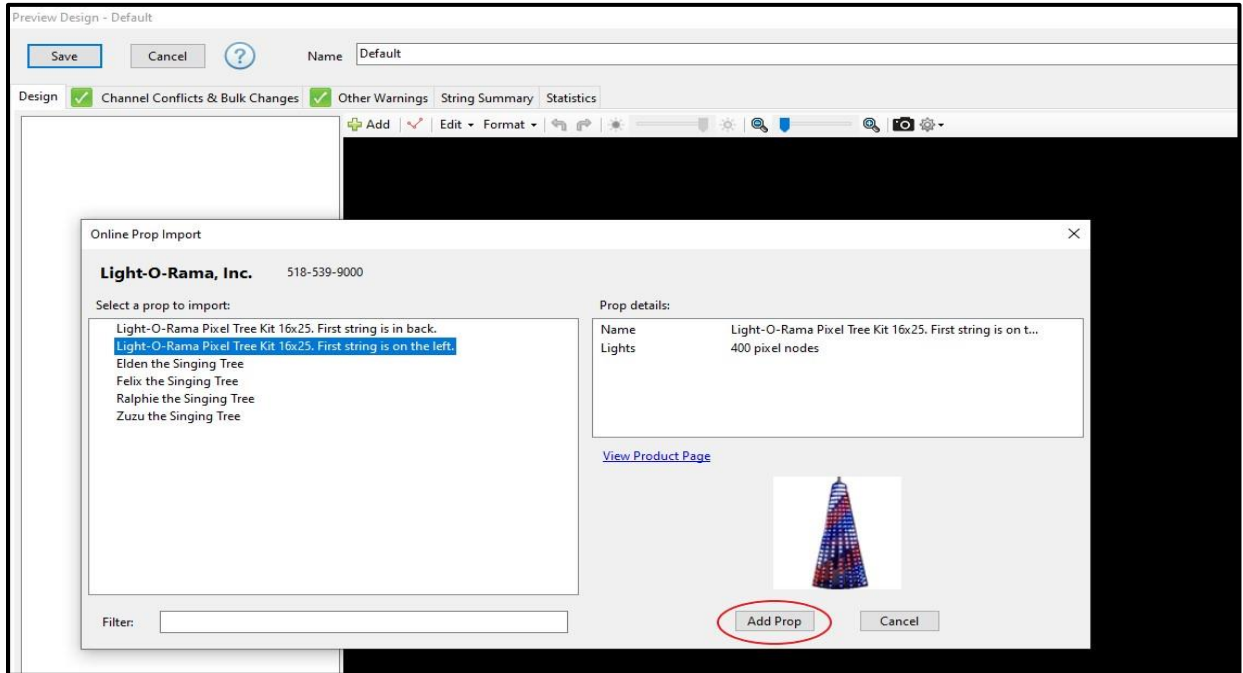 Preview Design - Default
Save Cancel ? Name Default
Design Channel Conflicts & Bulk Changes Other Warnings String Summary Statistics
Add Edit Format
Online Prop Import
Light-O-Rama, Inc. 518-539-9000
Select a prop to import: Prop details:
Light-O-Rama Pixel Tree Kit 16x25. First string is in back. Name Light-O-Rama Pixel Tree Kit 16x25. First string is on t...
Light-O-Rama Pixel Tree Kit 16x25. First string is on the left. Lights 400 pixel nodes
Elden the Singing Tree
Felix the Singing Tree
Ralphie the Singing Tree
Zuzu the Singing Tree
View Product Page
Filter: Add Prop Cancel